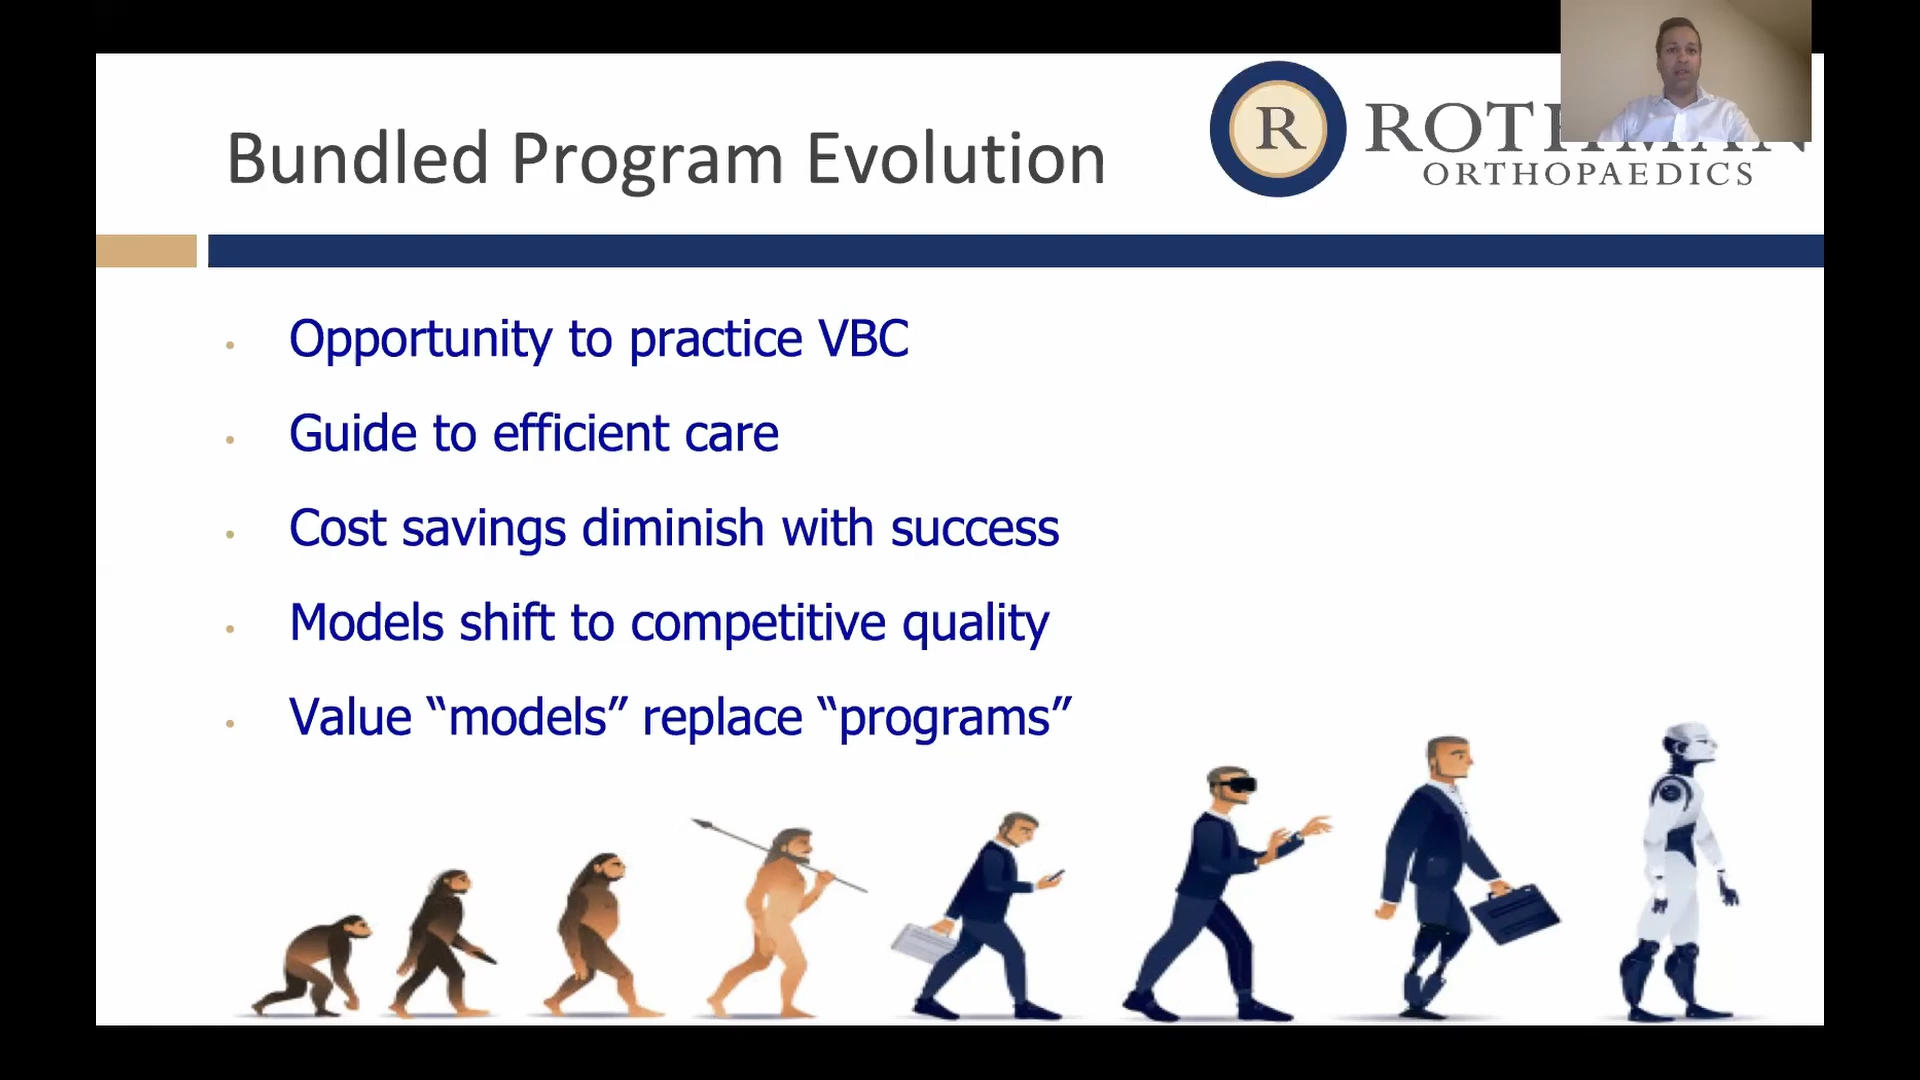 Bundled Program Evolution
R
ORTHOPAEDICS
• Opportunity to practice VBC
• Guide to efficient care
• Cost savings diminish with success
• Models shift to competitive quality
• Value “models” replace “programs”